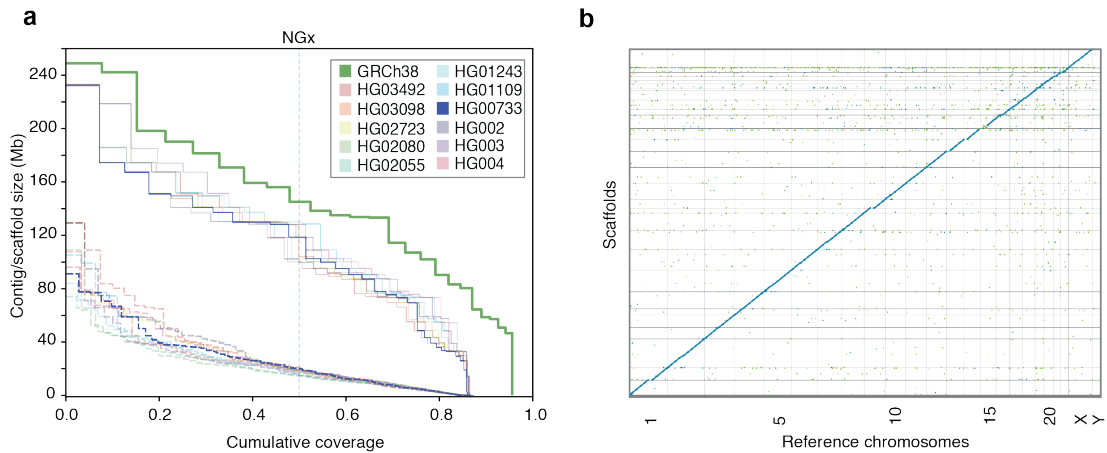 a
NGx
Contig/scaffold size (Mb)
240
200
160
120
80
40
0
GRCh38
HG03492
HG03098
HG02723
HG02080
HG02055
HG01243
HG01109
HG00733
HG002
HG003
HG004
0.0 0.2 0.4 0.6 0.8 1.0
Cumulative coverage
b
Scaffolds
1 5 10 15 20 X Y
Reference chromosomes